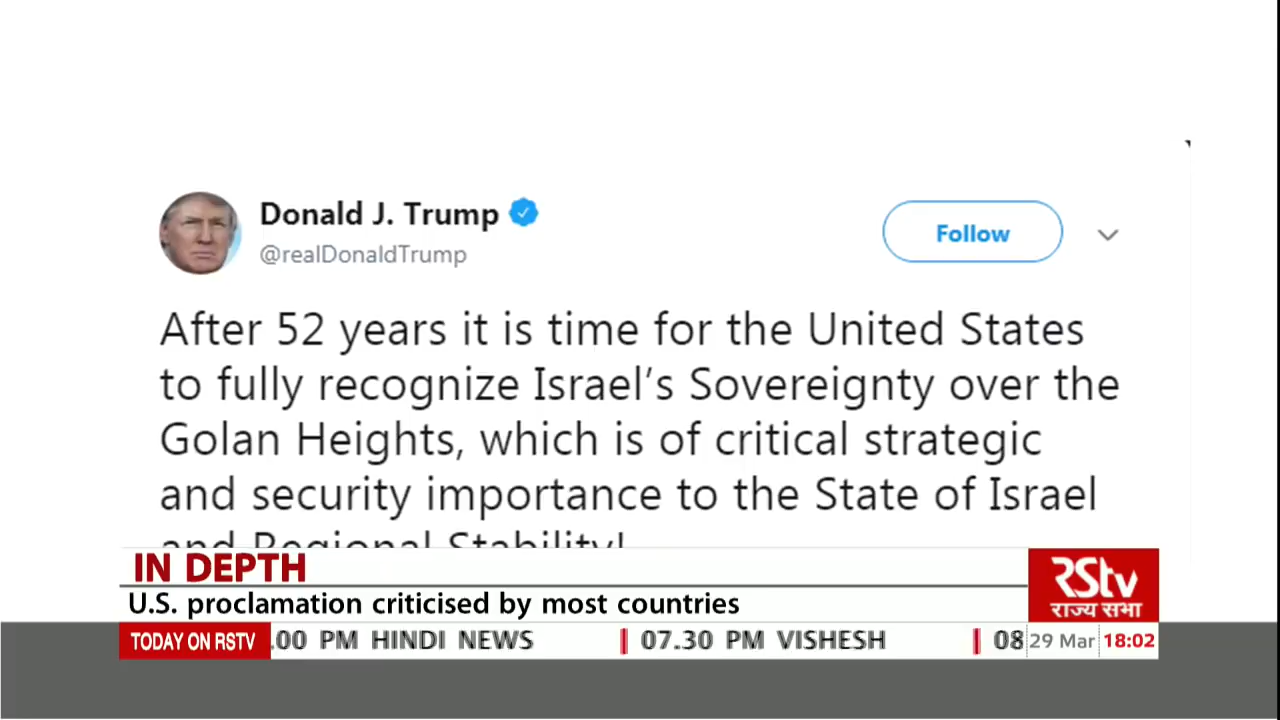 Donald J. Trump
@realDonaldTrump
Follow
After 52 years it is time for the United States
to fully recognize Israel’s Sovereignty over the
Golan Heights, which is of critical strategic
and security importance to the State of Israel
and Regional Stability!
IN DEPTH
U.S. proclamation criticised by most countries
RStv
राज्य सभा
TODAY ON RSTV .00 PM HINDI NEWS | 07.30 PM VISHESH | 08 29 Mar 18:02